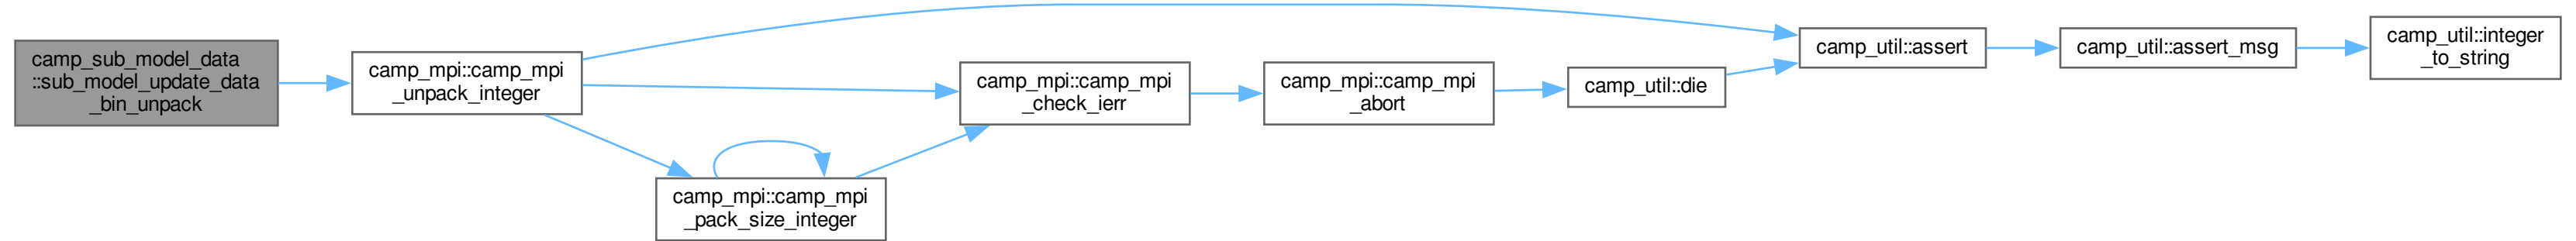 camp_sub_model_data
::sub_model_update_data
_bin_unpack
camp_mpi::camp_mpi
_unpack_integer
camp_mpi::camp_mpi
_pack_size_integer
camp_mpi::camp_mpi
_check_ierr
camp_mpi::camp_mpi
_abort
camp_util::die
camp_util::assert
camp_util::assert_msg
camp_util::integer
_to_string